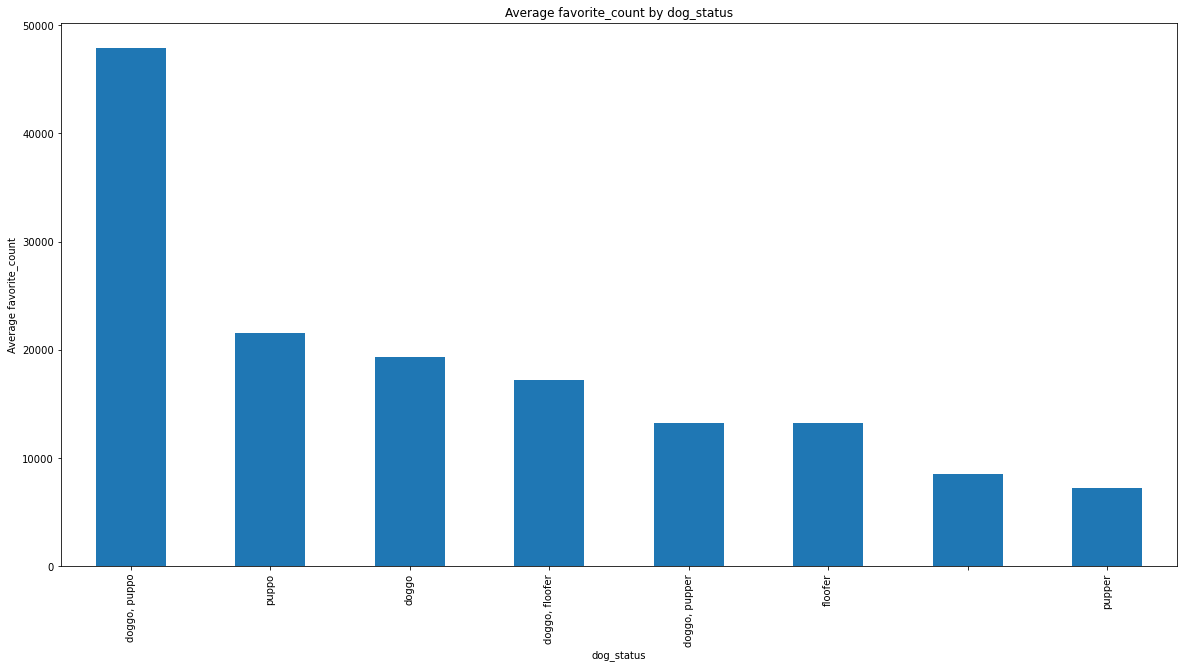 Average favorite_count by dog_status
Average favorite_count
50000
40000
30000
20000
10000
0
doggo, puppo
puppo
doggo
doggo, floofer
doggo, pupper
floofer
pupper
dog_status